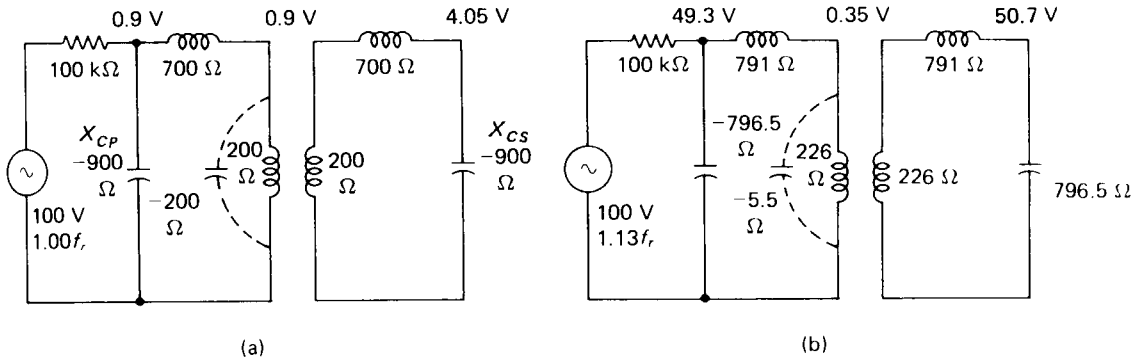 0.9 V
0.9 V
4.05 V
100 kΩ
700 Ω
700 Ω
X_CP
−900
Ω
−200
Ω
200
Ω
200
Ω
X_CS
−900
Ω
100 V
1.00f_r
(a)
49.3 V
0.35 V
50.7 V
100 kΩ
791 Ω
791 Ω
−796.5
Ω
−5.5
Ω
226
Ω
226 Ω
796.5 Ω
100 V
1.13f_r
(b)